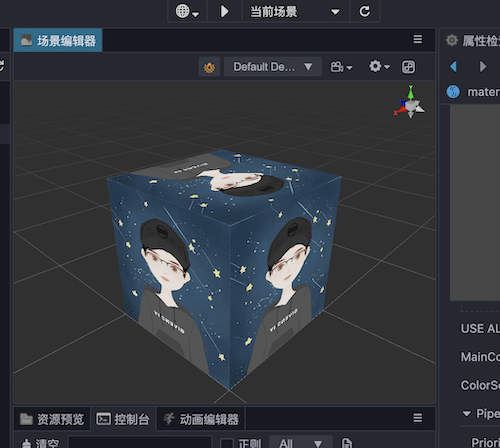 当前场景
场景编辑器
属性检
Default De...
mater
Y
X
USE AL
MainCo
ColorSc
Pipe
Prior
资源预览
控制台
动画编辑器
清空
正则
All